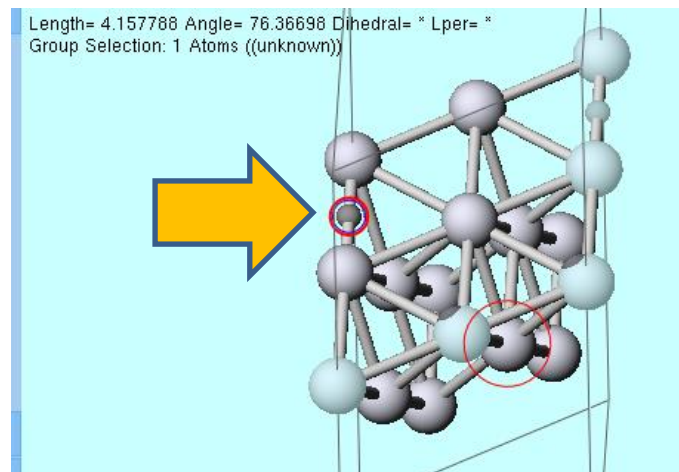 Length= 4.157788 Angle= 76.36698 Dihedral= * Lper= *
Group Selection: 1 Atoms ((unknown))